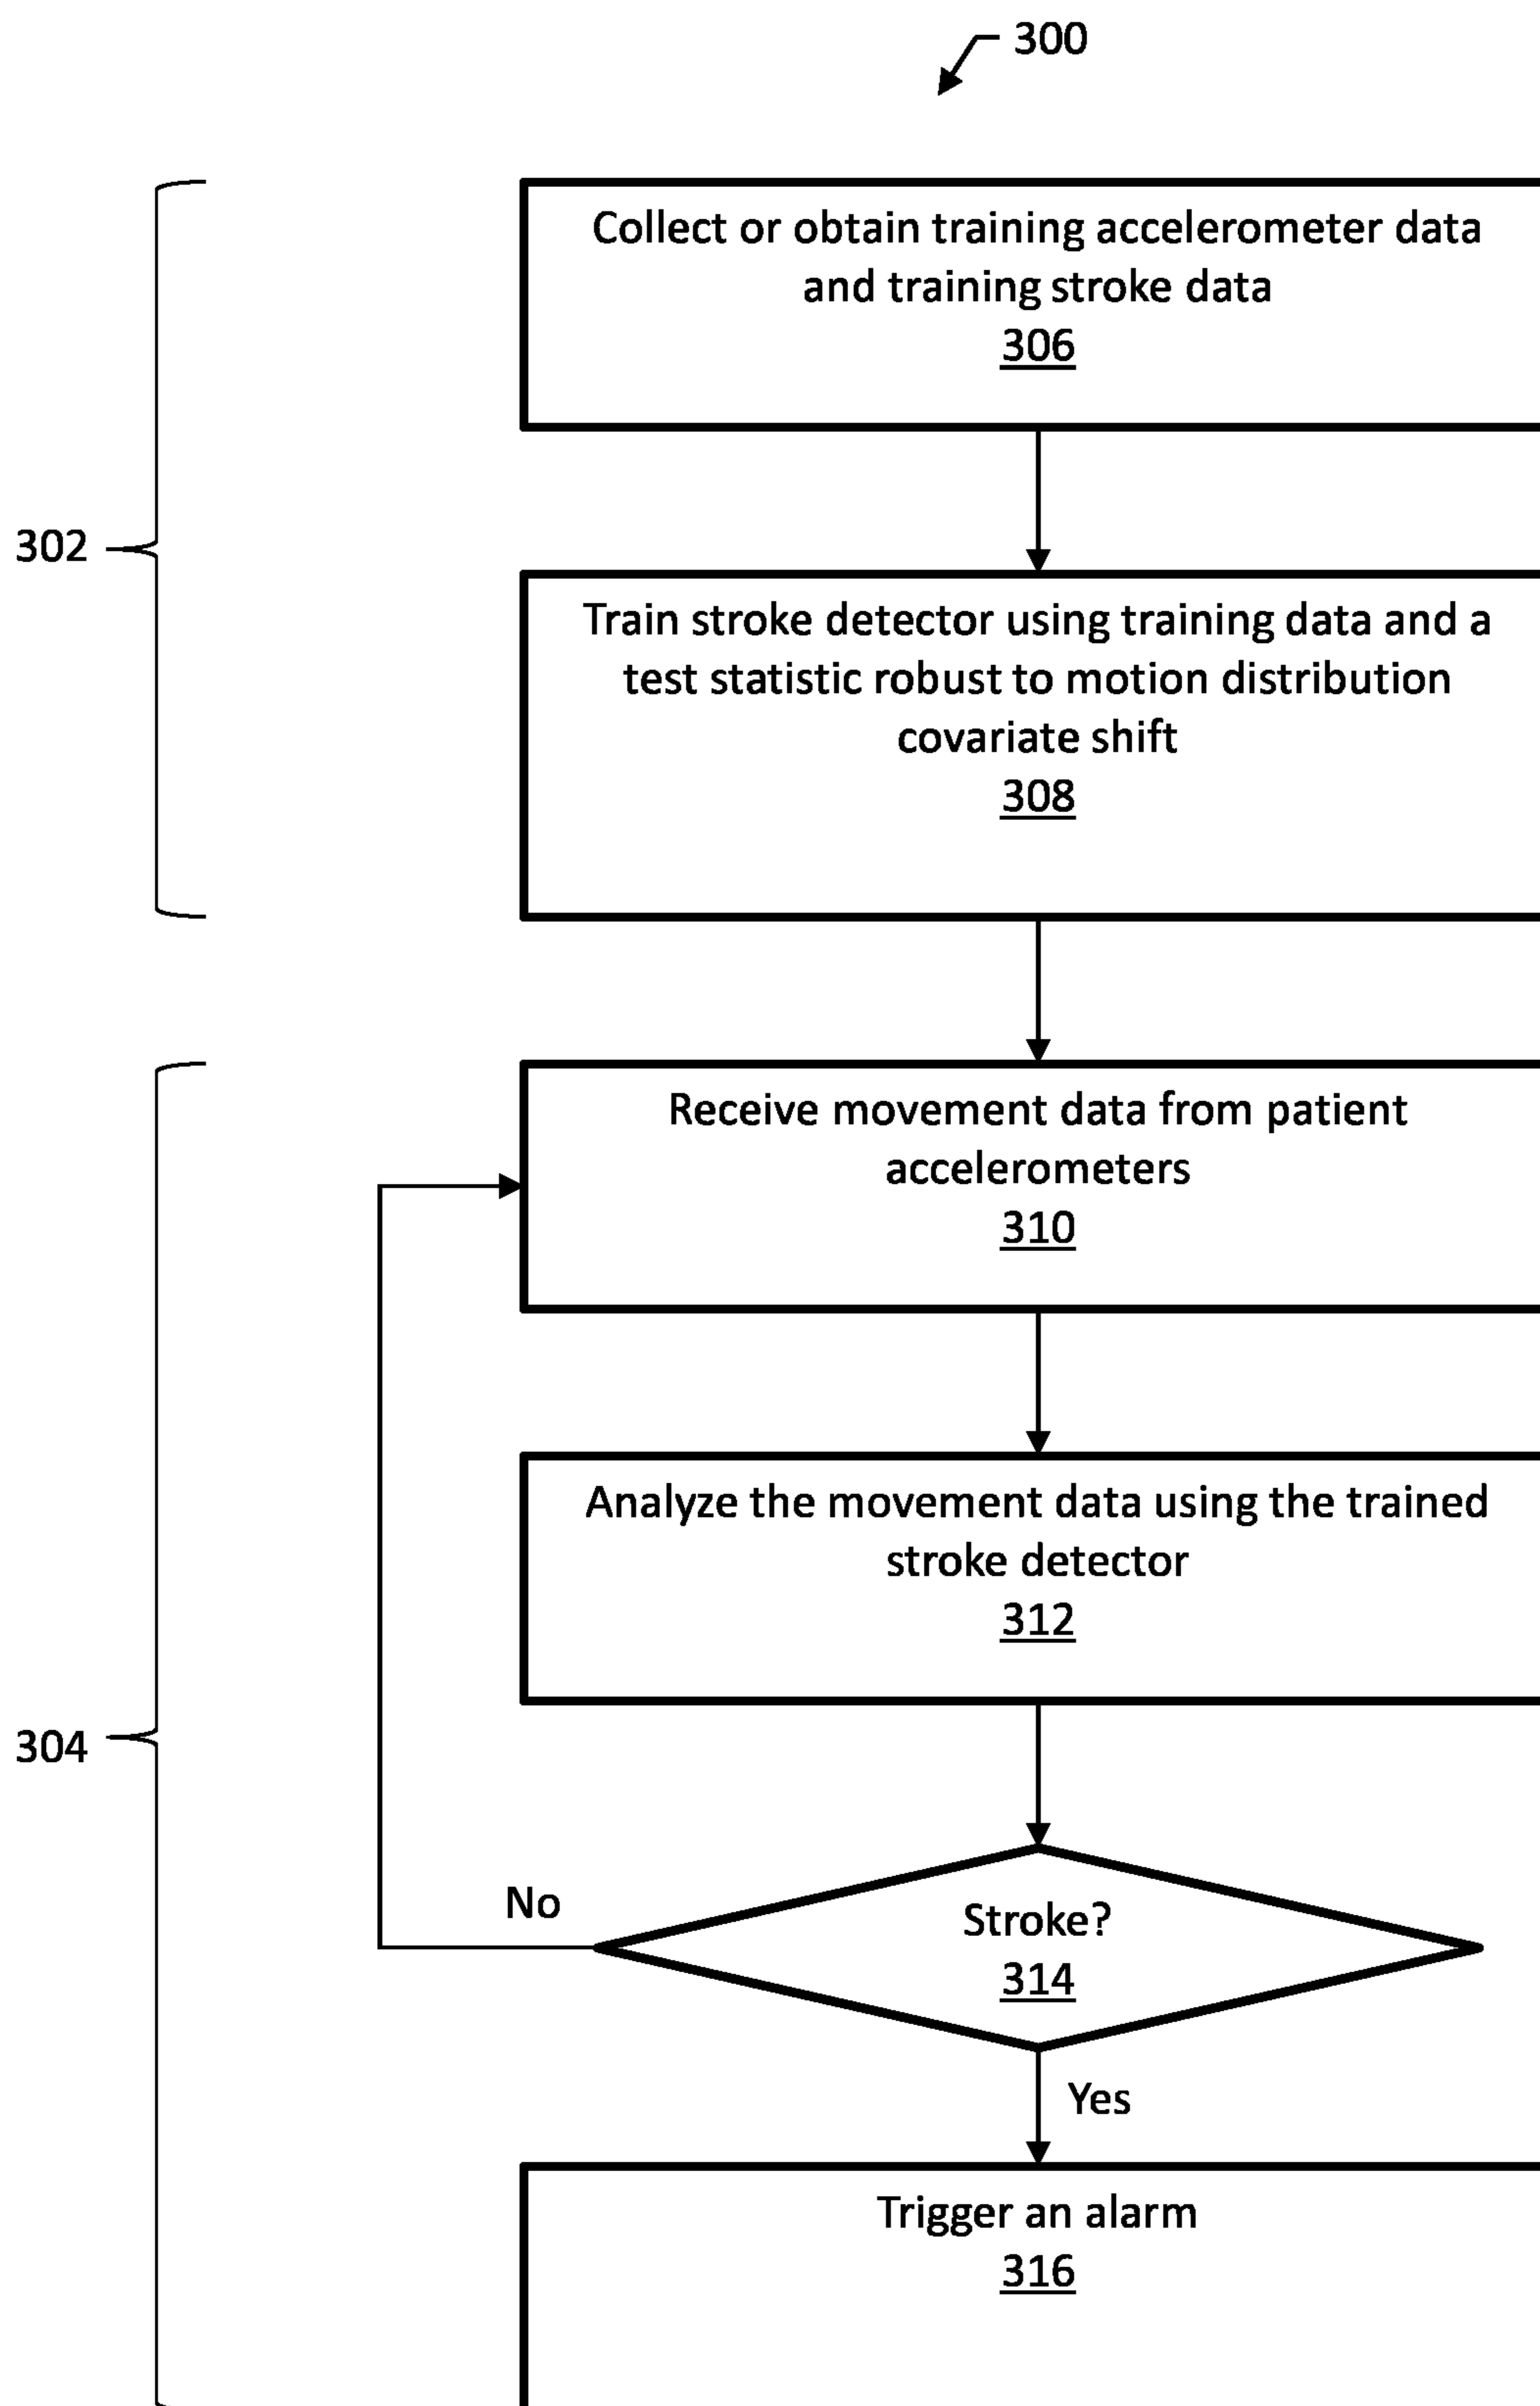 300
Collect or obtain training accelerometer data
and training stroke data
306
302
Train stroke detector using training data and a
test statistic robust to motion distribution
covariate shift
308
Receive movement data from patient
accelerometers
310
Analyze the movement data using the trained
stroke detector
312
304
No
Stroke?
314
Yes
Trigger an alarm
316